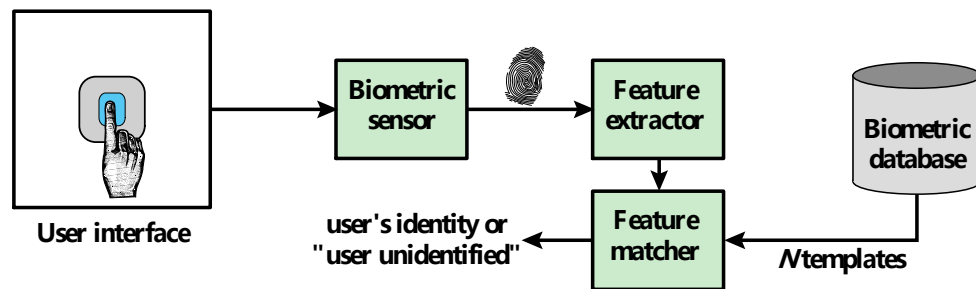 User interface
Biometric
sensor
Feature
extractor
Biometric
database
Feature
matcher
N templates
user's identity or
"user unidentified"